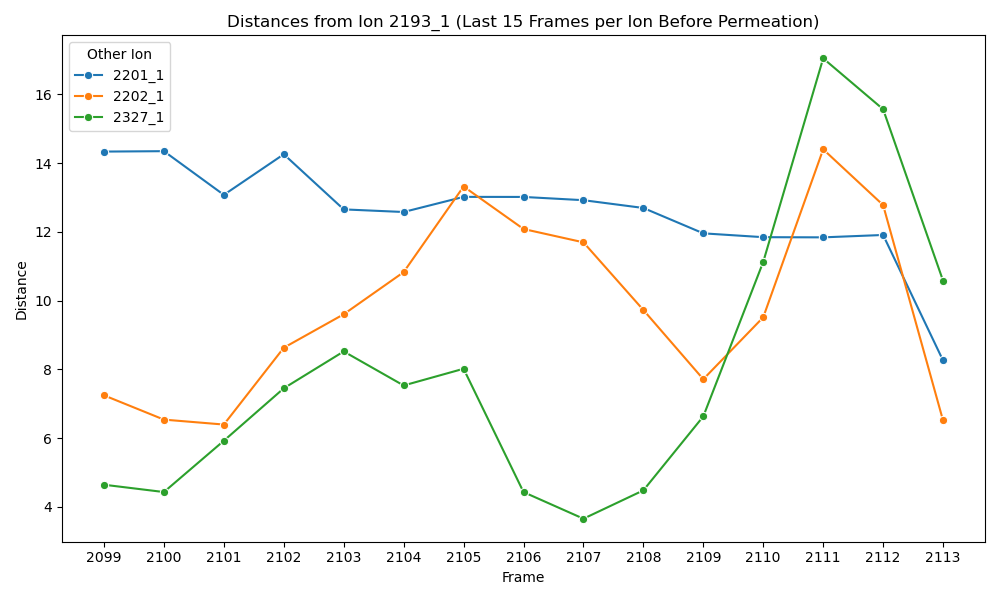 Distances from Ion 2193_1 (Last 15 Frames per Ion Before Permeation)
Other Ion
2201_1
2202_1
2327_1
16
14
12
10
8
6
4
Distance
2099 2100 2101 2102 2103 2104 2105 2106 2107 2108 2109 2110 2111 2112 2113
Frame